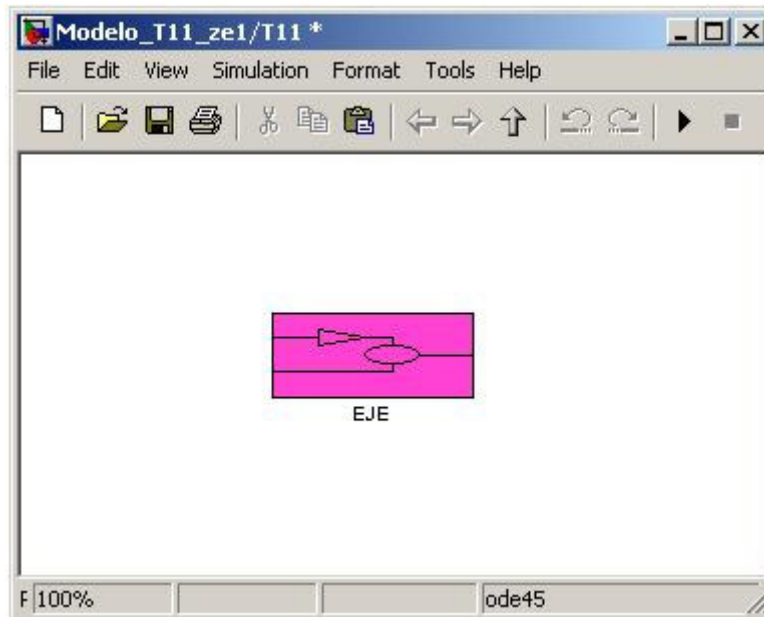 Modelo_T11_ze1/T11 *
File Edit View Simulation Format Tools Help
EJE
F 100% ode45